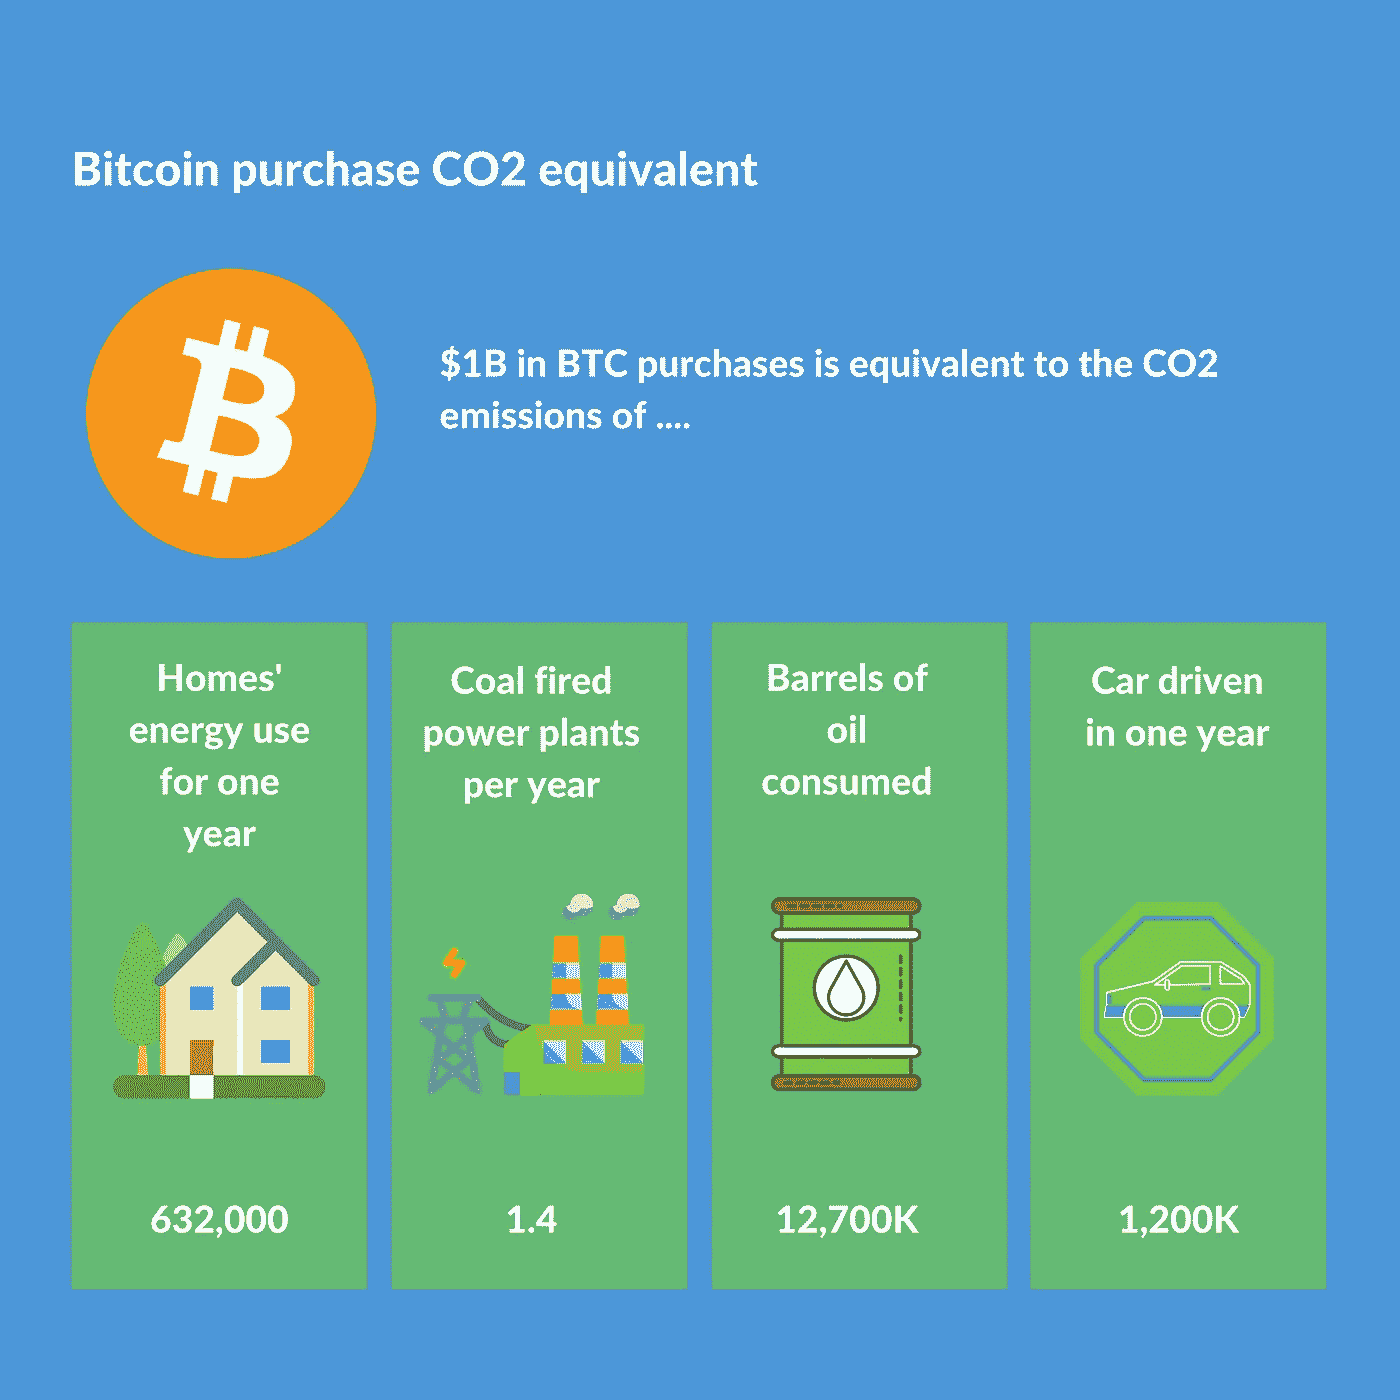 Bitcoin purchase CO2 equivalent
$1B in BTC purchases is equivalent to the CO2
emissions of ....
Homes'
energy use
for one
year
632,000
Coal fired
power plants
per year
1.4
Barrels of
oil
consumed
12,700K
Car driven
in one year
1,200K